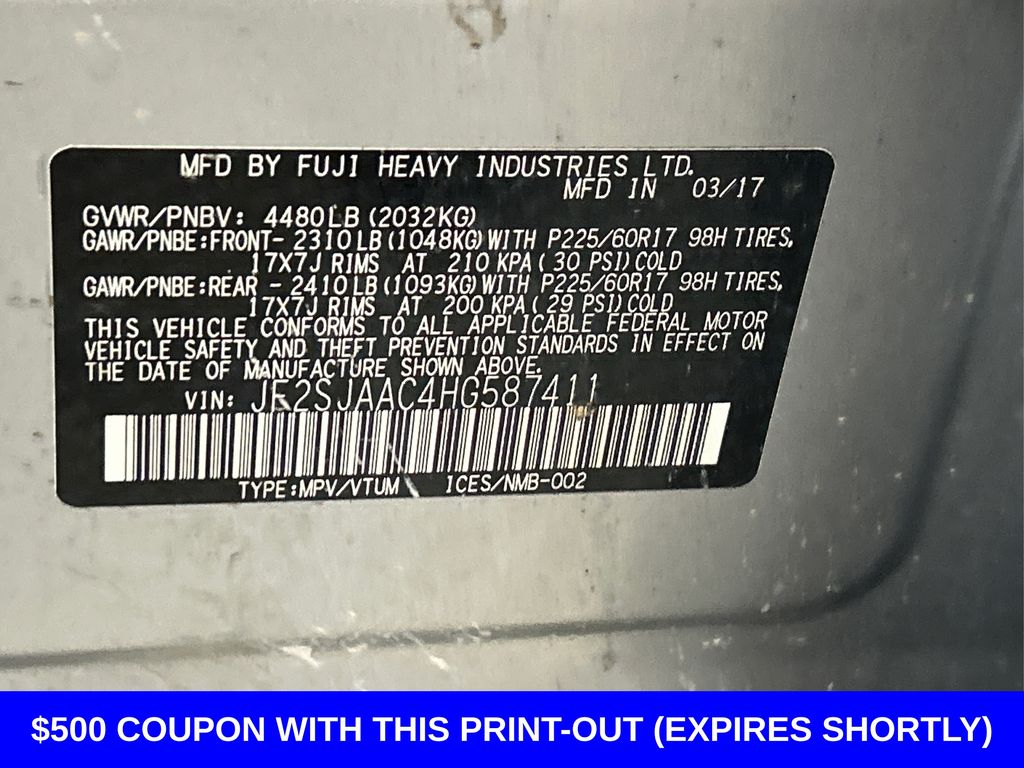 MFD BY FUJI HEAVY INDUSTRIES LTD.
MFD IN 03/17
GVWR/PNBV: 4480LB (2032KG)
GAWR/PNBE:FRONT- 2310LB (1048KG) WITH P225/60R17 98H TIRES,
17X7J RIMS AT 210 KPA ( 30 PSI) COLD
GAWR/PNBE:REAR - 2410LB (1093KG) WITH P225/60R17 98H TIRES,
17X7J RIMS AT 200 KPA ( 29 PSI) COLD
THIS VEHICLE CONFORMS TO ALL APPLICABLE FEDERAL MOTOR
VEHICLE SAFETY AND THEFT PREVENTION STANDARDS IN EFFECT ON
THE DATE OF MANUFACTURE SHOWN ABOVE.
VIN: JF2SJAAC4HG587411
TYPE:MPV/VTUM ICES/NMB-002
$500 COUPON WITH THIS PRINT-OUT (EXPIRES SHORTLY)